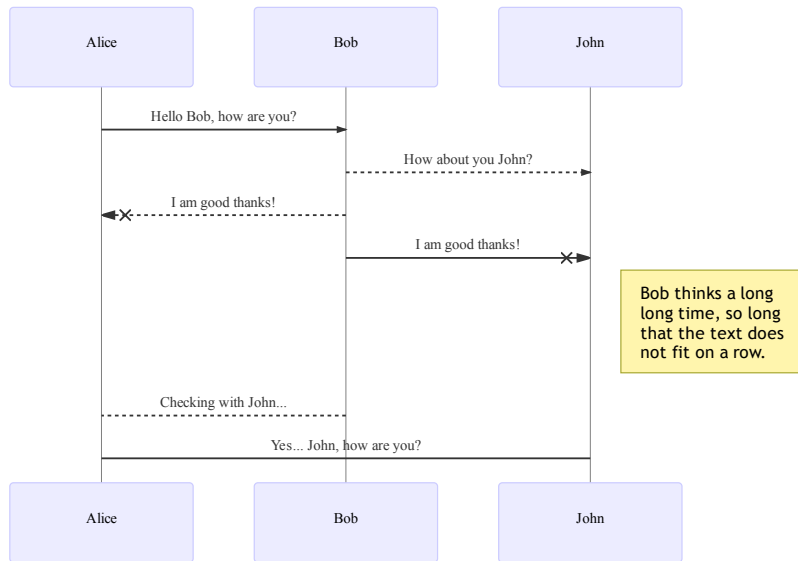 Alice
Bob
John
Hello Bob, how are you?
How about you John?
I am good thanks!
I am good thanks!
Bob thinks a long
long time, so long
that the text does
not fit on a row.
Checking with John...
Yes... John, how are you?
Alice
Bob
John